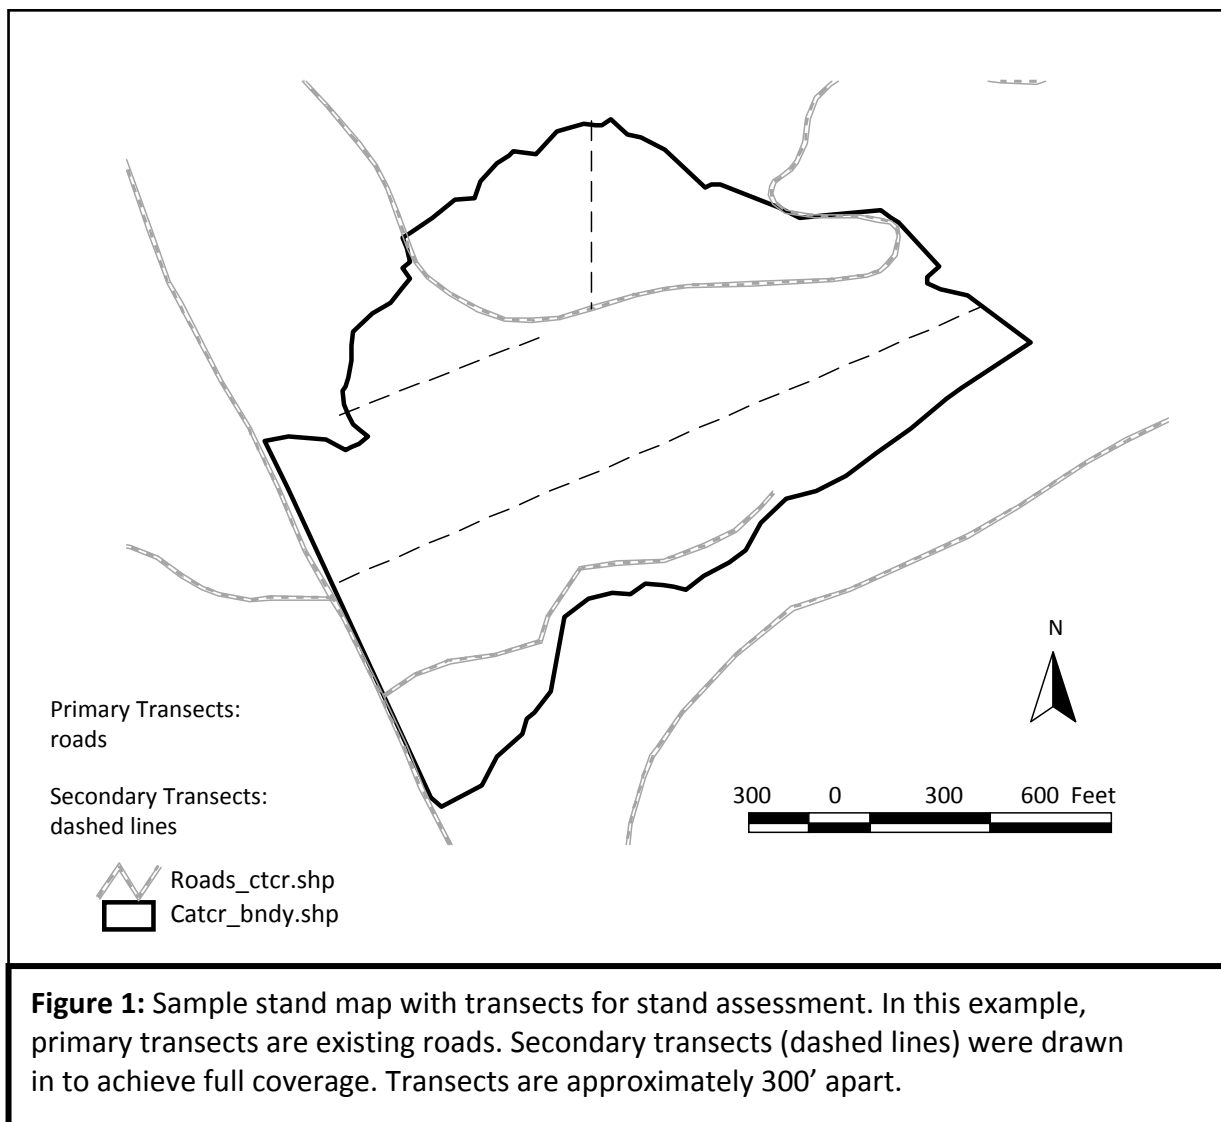 N
Primary Transects:
roads
Secondary Transects:
dashed lines
300 0 300 600 Feet
Roads_ctcr.shp
Catcr_bndy.shp
Figure 1: Sample stand map with transects for stand assessment. In this example,
primary transects are existing roads. Secondary transects (dashed lines) were drawn
in to achieve full coverage. Transects are approximately 300’ apart.